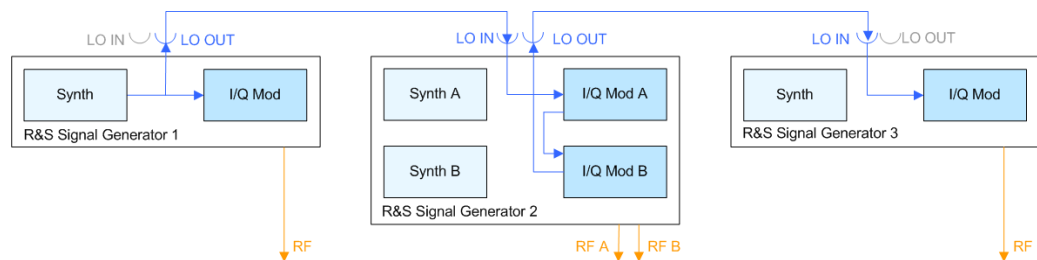 LO IN
LO OUT
Synth
I/Q Mod
R&S Signal Generator 1
RF
LO IN
LO OUT
Synth A
I/Q Mod A
Synth B
I/Q Mod B
R&S Signal Generator 2
RF A
RF B
LO IN
LO OUT
Synth
I/Q Mod
R&S Signal Generator 3
RF